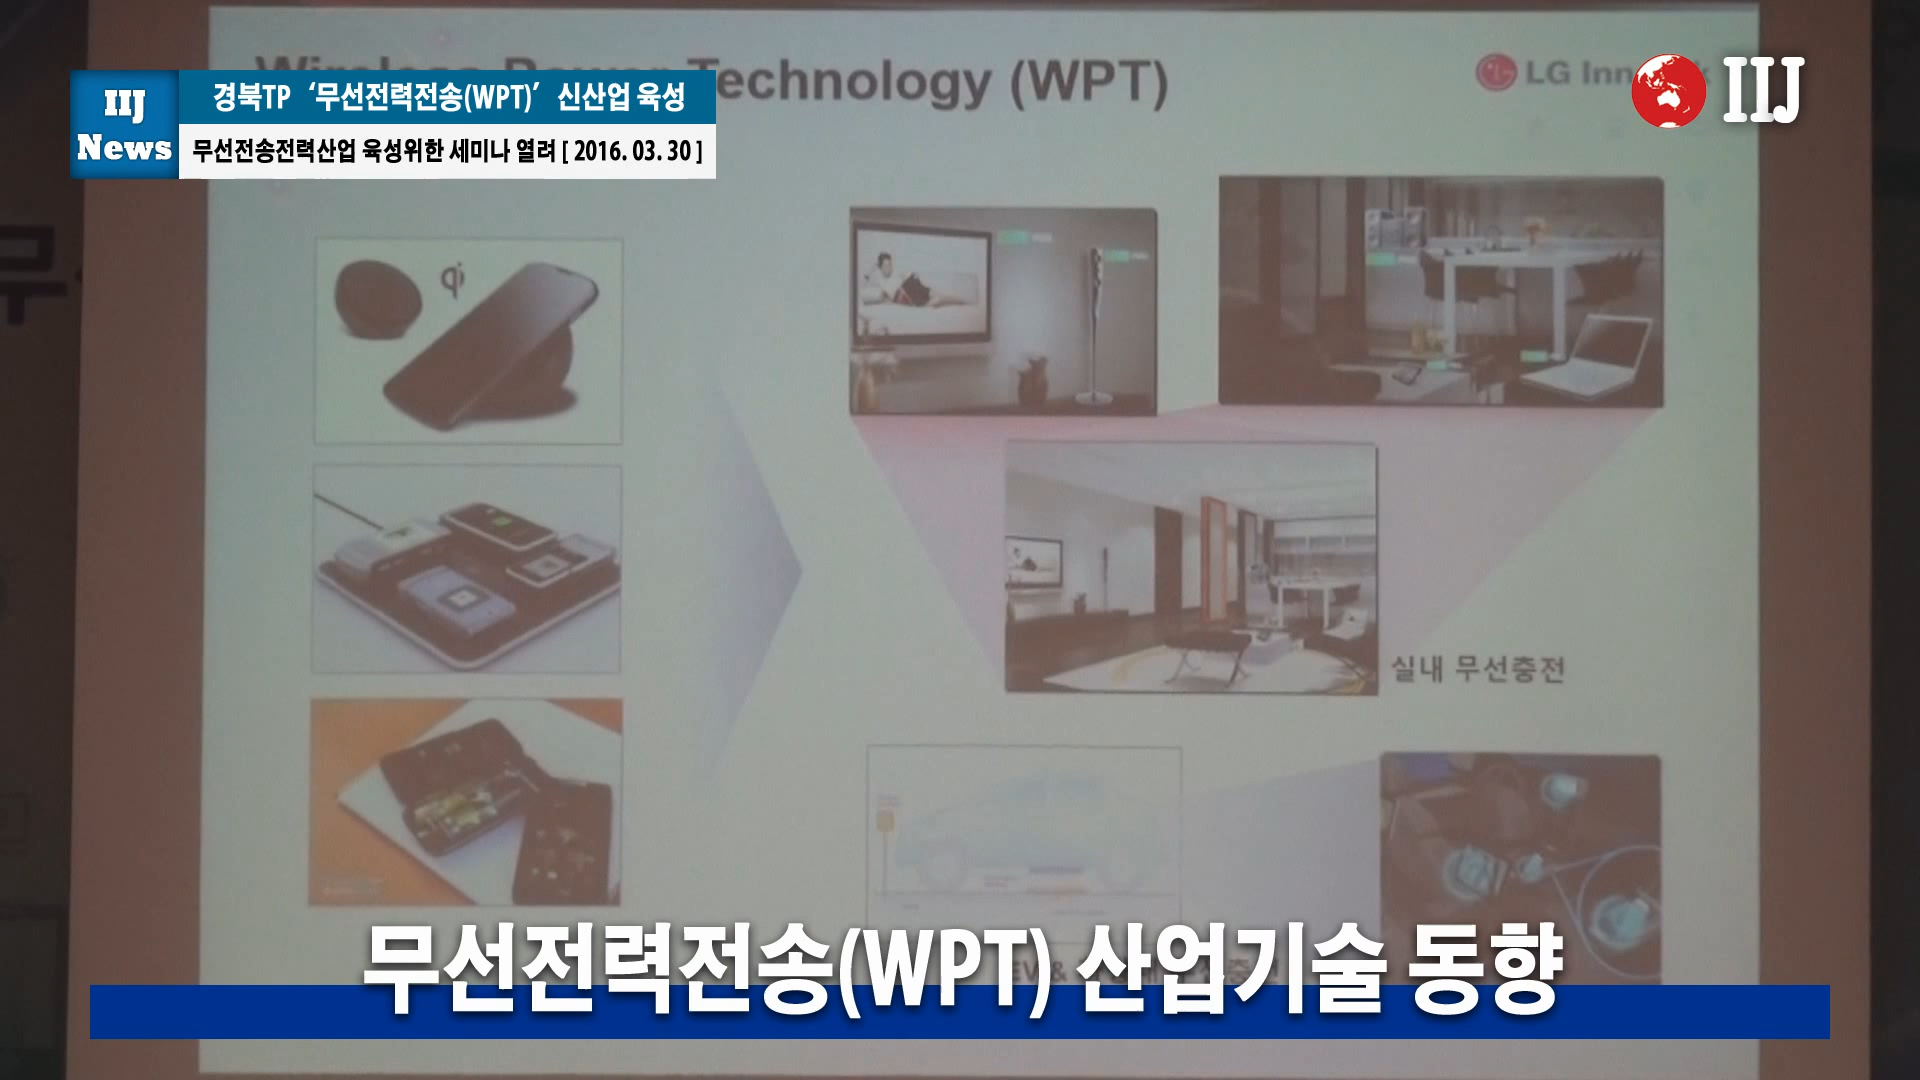 Technology (WPT)
LG
IIJ
IIJ
News
경북TP ‘무선전력전송(WPT)’ 신산업 육성
무선전송전력산업 육성위한 세미나 열려 [ 2016. 03. 30 ]
qi
실내 무선충전
무선전력전송(WPT) 산업기술 동향